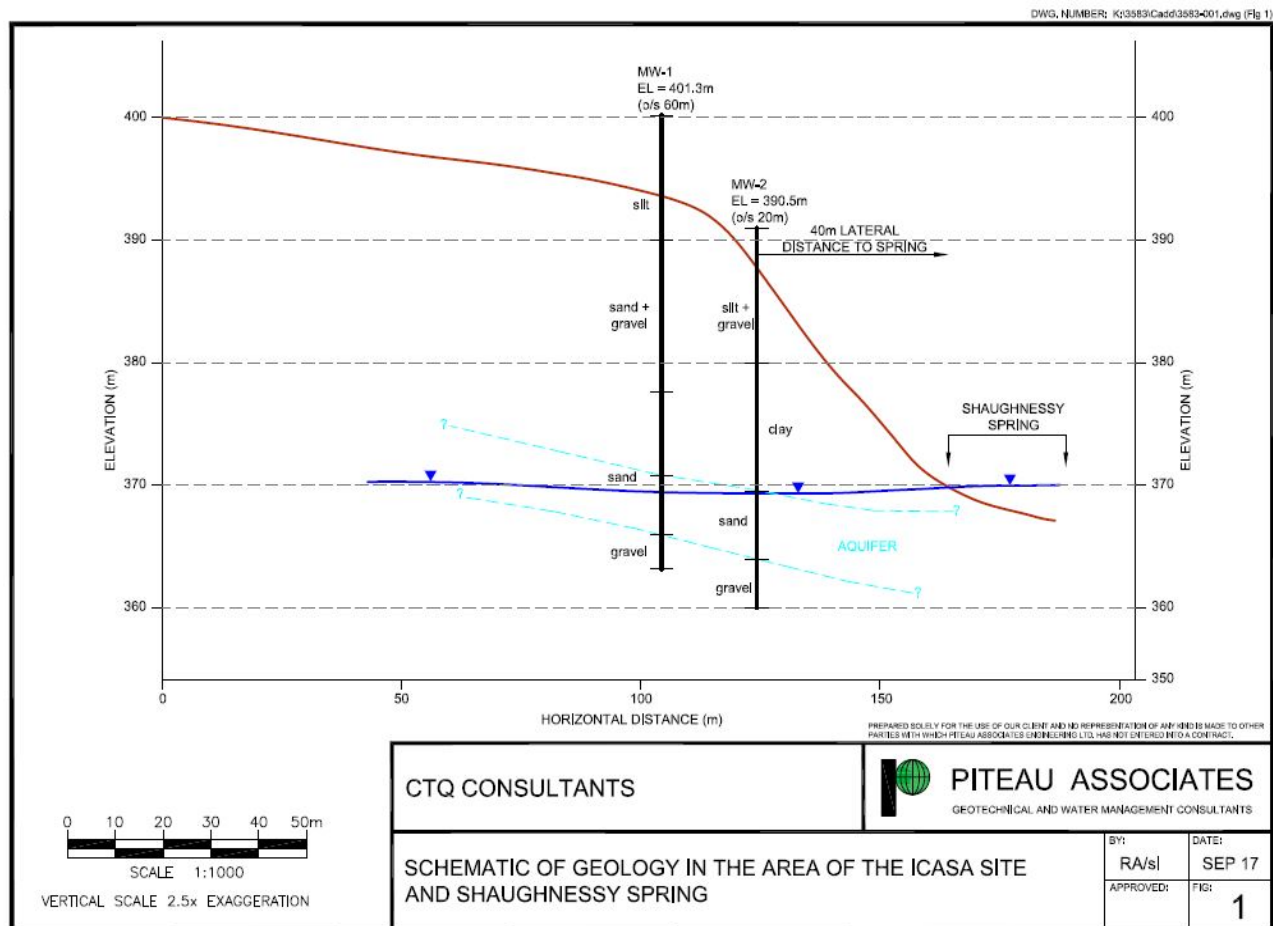 DWG. NUMBER: K:\3583\Cadd\3583-001.dwg (Fig 1)
MW-1
EL = 401.3m
(o/s 60m)
400
400
MW-2
EL = 390.5m
(o/s 20m)
silt
40m LATERAL
DISTANCE TO SPRING
390
390
sand +
gravel
silt +
gravel
380
380
ELEVATION (m)
ELEVATION (m)
SHAUGHNESSY
SPRING
clay
?
370
370
sand
?
?
sand
AQUIFER
gravel
gravel
?
360
360
350
0
50
100
150
200
HORIZONTAL DISTANCE (m)
PREPARED SOLELY FOR THE USE OF OUR CLIENT AND NO REPRESENTATION OF ANY KIND IS MADE TO OTHER
PARTIES WITH WHICH PITEAU ASSOCIATES ENGINEERING LTD. HAS NOT ENTERED INTO A CONTRACT.
CTQ CONSULTANTS
PITEAU ASSOCIATES
GEOTECHNICAL AND WATER MANAGEMENT CONSULTANTS
0 10 20 30 40 50m
SCALE 1:1000
VERTICAL SCALE 2.5x EXAGGERATION
SCHEMATIC OF GEOLOGY IN THE AREA OF THE ICASA SITE
AND SHAUGHNESSY SPRING
BY:
RA/sl
DATE:
SEP 17
APPROVED:
FIG:
1